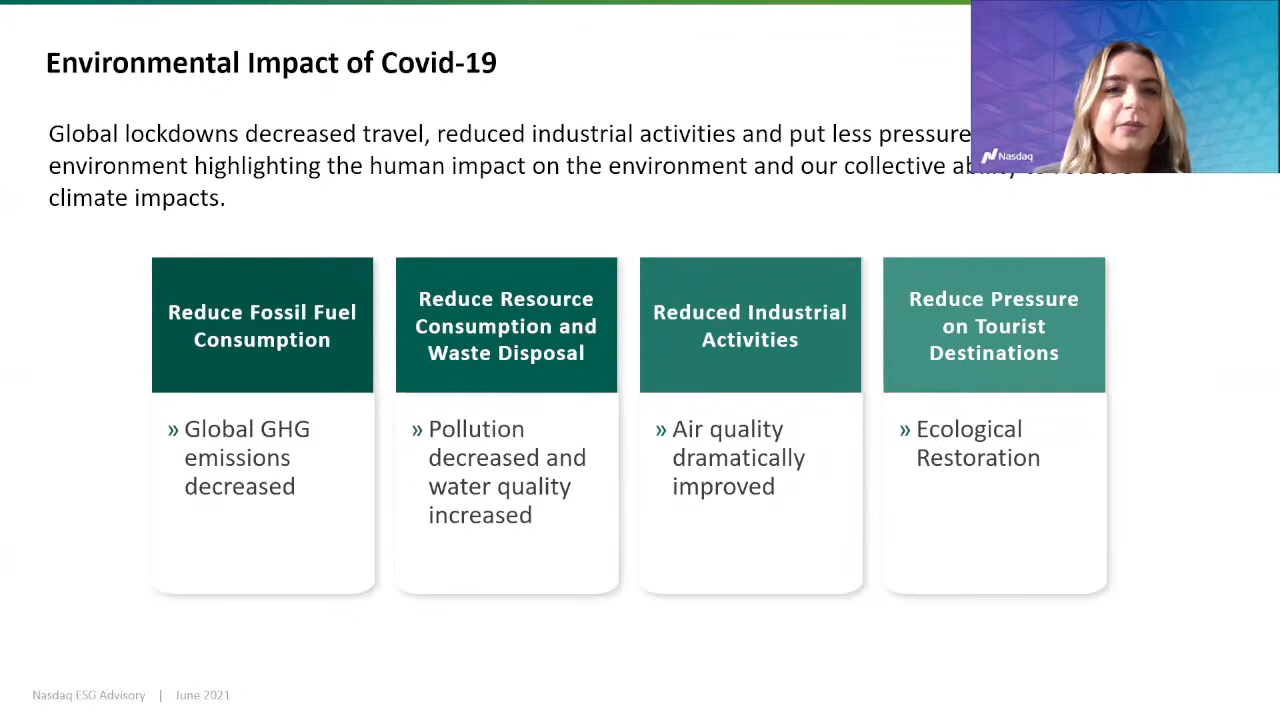 Environmental Impact of Covid-19
Global lockdowns decreased travel, reduced industrial activities and put less pressure
environment highlighting the human impact on the environment and our collective
climate impacts.
Nasdaq
Reduce Fossil Fuel
Consumption
» Global GHG
emissions
decreased
Reduce Resource
Consumption and
Waste Disposal
» Pollution
decreased and
water quality
increased
Reduced Industrial
Activities
» Air quality
dramatically
improved
Reduce Pressure
on Tourist
Destinations
» Ecological
Restoration
Nasdaq ESG Advisory | June 2021